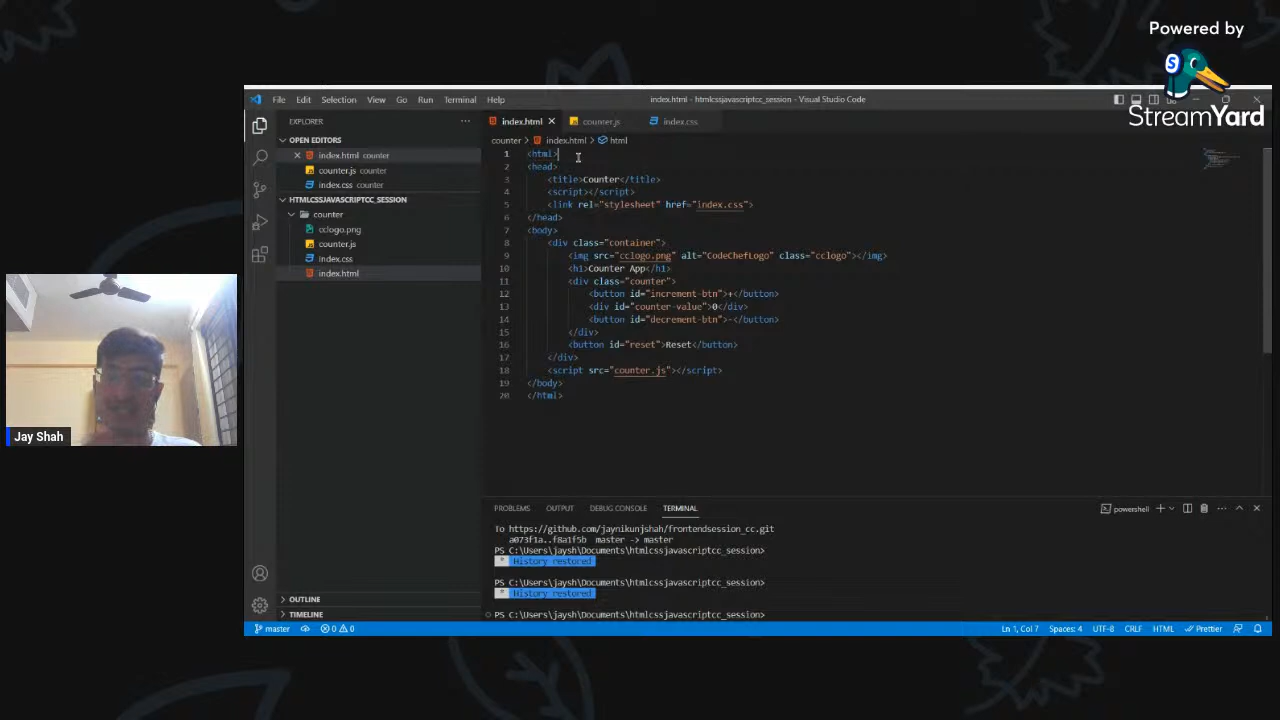 Powered by
StreamYard
File Edit Selection View Go Run Terminal Help
index.html - htmlcssjavascriptcc_session - Visual Studio Code
EXPLORER
index.html
counter.js
index.css
OPEN EDITORS
counter > index.html > html
index.html counter
counter.js counter
index.css counter
HTMLCSSJAVASCRIPTCC_SESSION
counter
cclogo.png
counter.js
index.css
index.html
1 <html>
2 <head>
3 <title>Counter</title>
4 <script></script>
5 <link rel="stylesheet" href="index.css">
6 </head>
7 <body>
8 <div class="container">
9 <img src="cclogo.png" alt="CodeChefLogo" class="cclogo"></img>
10 <h1>Counter App</h1>
11 <div class="counter">
12 <button id="increment-btn">+</button>
13 <div id="counter-value">0</div>
14 <button id="decrement-btn">-</button>
15 </div>
16 <button id="reset">Reset</button>
17 </div>
18 <script src="counter.js"></script>
19 </body>
20 </html>
Jay Shah
PROBLEMS OUTPUT DEBUG CONSOLE TERMINAL
powershell
To https://github.com/jaynikunjshah/frontendsession_cc.git
a073f1a..f8a1f5b master -> master
PS C:\Users\jaysh\Documents\htmlcssjavascriptcc_session>
* History restored
PS C:\Users\jaysh\Documents\htmlcssjavascriptcc_session>
* History restored
PS C:\Users\jaysh\Documents\htmlcssjavascriptcc_session>
OUTLINE
TIMELINE
master
0 0
Ln 1, Col 7 Spaces: 4 UTF-8 CRLF HTML Prettier